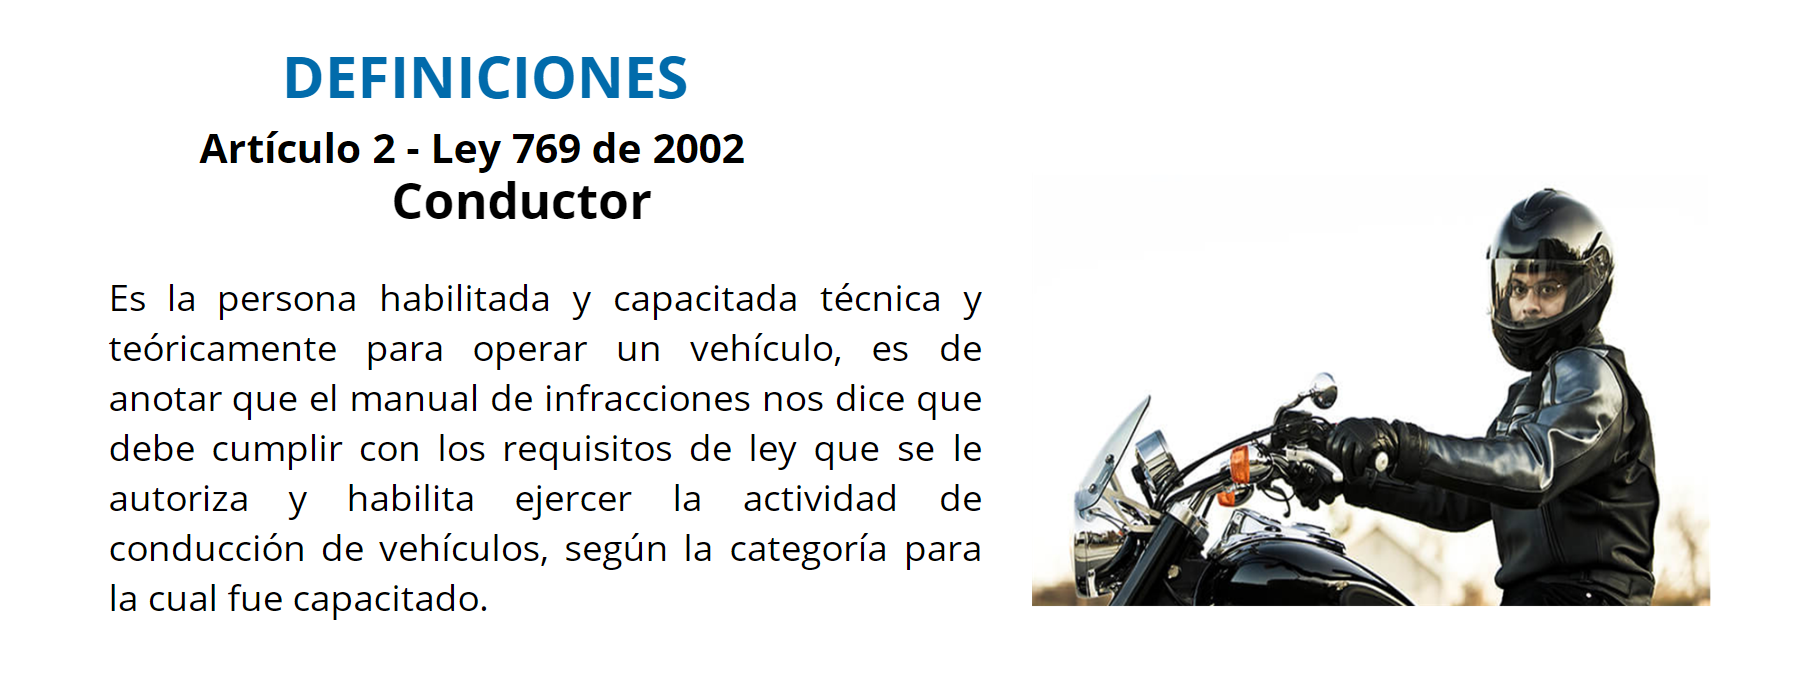 DEFINICIONES
Artículo 2 - Ley 769 de 2002
Conductor
Es la persona habilitada y capacitada técnica y
teóricamente para operar un vehículo, es de
anotar que el manual de infracciones nos dice que
debe cumplir con los requisitos de ley que se le
autoriza y habilita ejercer la actividad de
conducción de vehículos, según la categoría para
la cual fue capacitado.